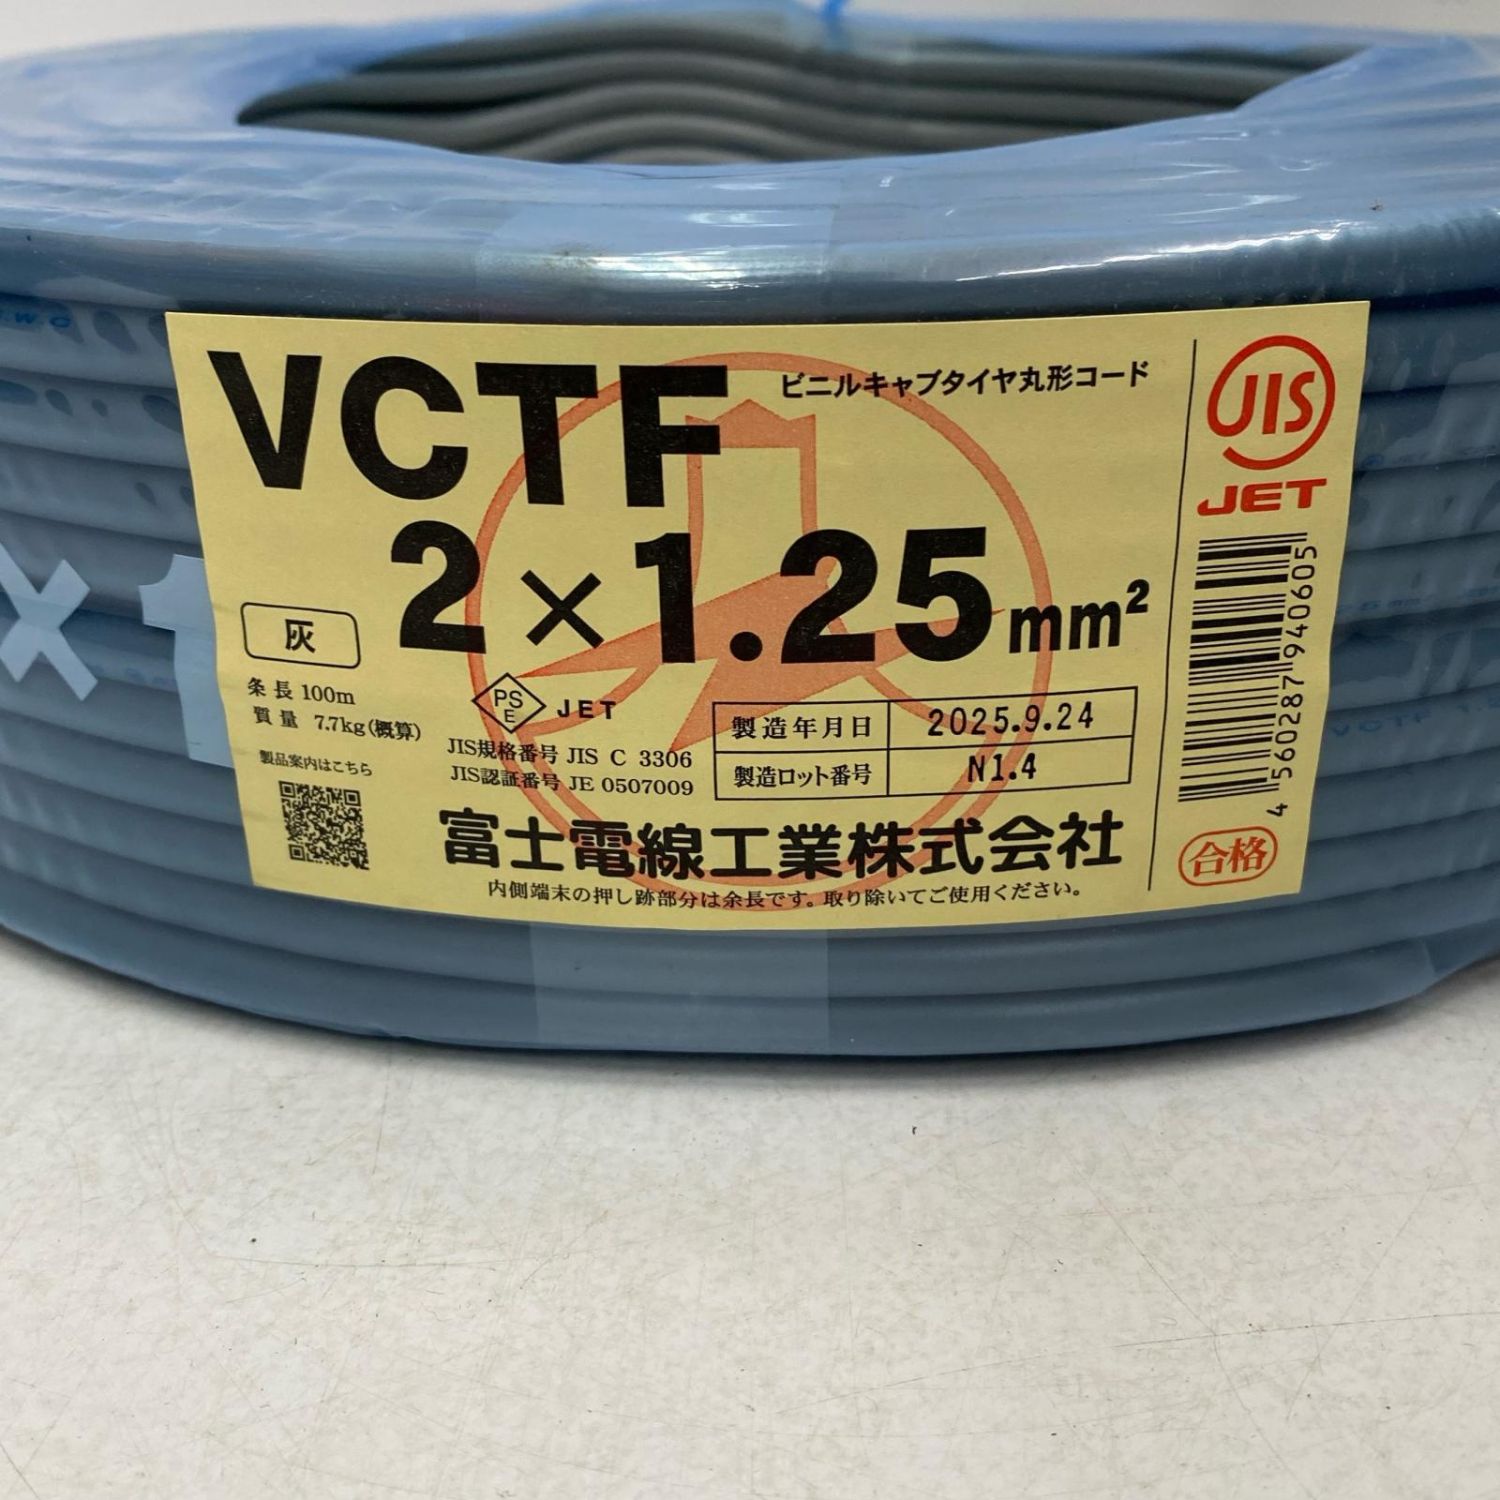 VCTF
ビニルキャブタイヤ丸形コード
2×1.25mm²
灰
条長 100m
質量 7.7kg(概算)
製品案内はこちら
PS
E
JET
JIS規格番号 JIS C 3306
JIS認証番号 JE 0507009
製造年月日 2025.9.24
製造ロット番号 N1.4
富士電線工業株式会社
内側端末の押し跡部分は余長です。取り除いてご使用ください。
JIS
JET
4560287940605
合格
×1
VCTF